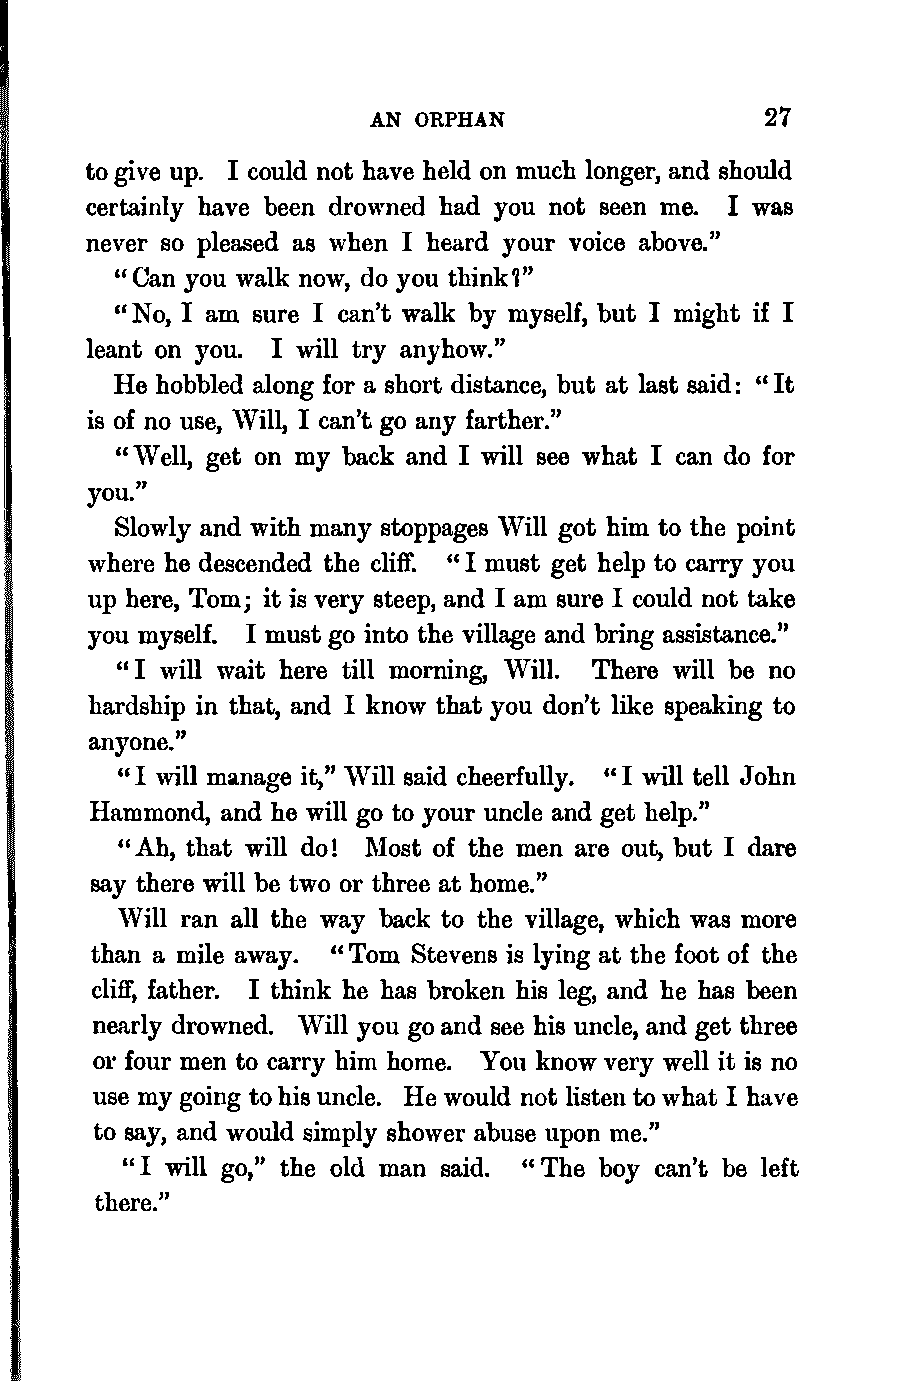 AN ORPHAN 27
to give up. I could not have held on much longer, and should
certainly have been drowned had you not seen me. I was
never so pleased as when I heard your voice above."
"Can you walk now, do you think?"
"No, I am sure I can't walk by myself, but I might if I
leant on you. I will try anyhow."
He hobbled along for a short distance, but at last said: "It
is of no use, Will, I can't go any farther."
"Well, get on my back and I will see what I can do for
you."
Slowly and with many stoppages Will got him to the point
where he descended the cliff. "I must get help to carry you
up here, Tom; it is very steep, and I am sure I could not take
you myself. I must go into the village and bring assistance."
"I will wait here till morning, Will. There will be no
hardship in that, and I know that you don't like speaking to
anyone."
"I will manage it," Will said cheerfully. "I will tell John
Hammond, and he will go to your uncle and get help."
"Ah, that will do! Most of the men are out, but I dare
say there will be two or three at home."
Will ran all the way back to the village, which was more
than a mile away. "Tom Stevens is lying at the foot of the
cliff, father. I think he has broken his leg, and he has been
nearly drowned. Will you go and see his uncle, and get three
or four men to carry him home. You know very well it is no
use my going to his uncle. He would not listen to what I have
to say, and would simply shower abuse upon me."
"I will go," the old man said. "The boy can't be left
there."